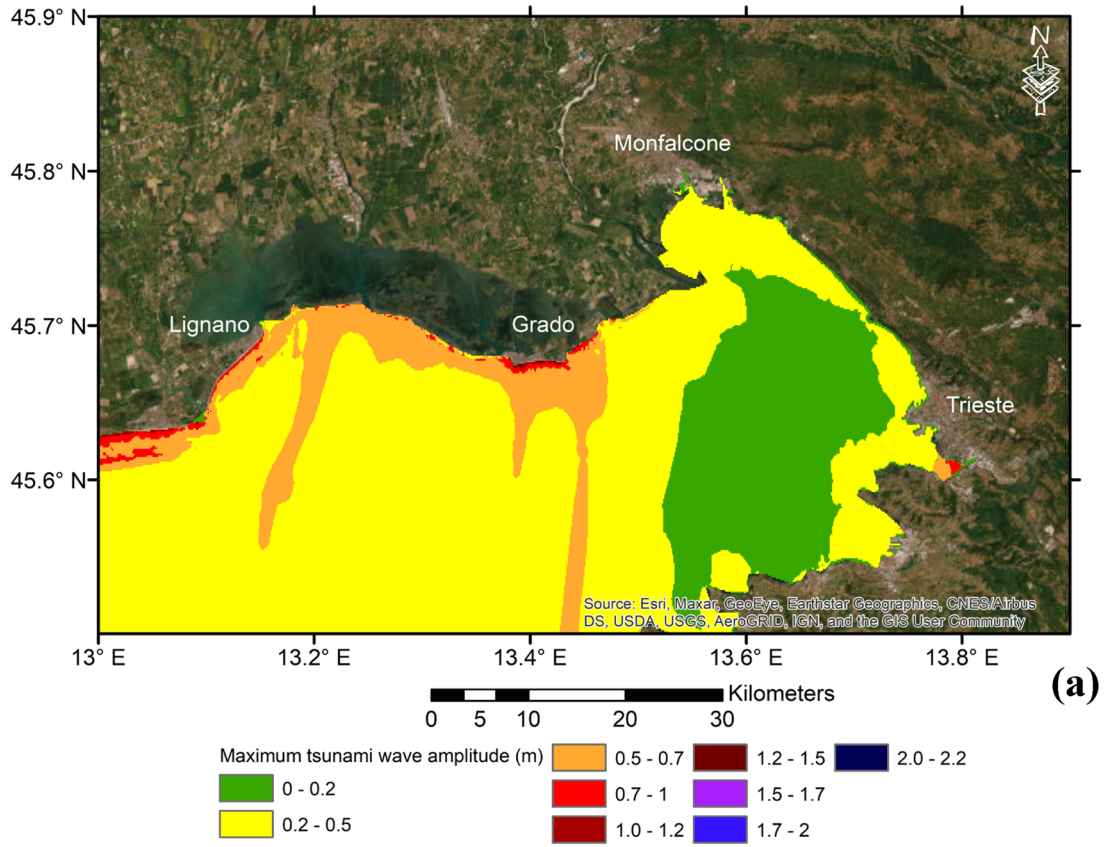 45.9° N
N
Monfalcone
45.8° N
Lignano
Grado
45.7° N
Trieste
45.6° N
Source: Esri, Maxar, GeoEye, Earthstar Geographics, CNES/Airbus
DS, USDA, USGS, AeroGRID, IGN, and the GIS User Community
13° E 13.2° E 13.4° E 13.6° E 13.8° E
(a)
Kilometers
0 5 10 20 30
Maximum tsunami wave amplitude (m)
0 - 0.2
0.2 - 0.5
0.5 - 0.7
0.7 - 1
1.0 - 1.2
1.2 - 1.5
1.5 - 1.7
1.7 - 2
2.0 - 2.2